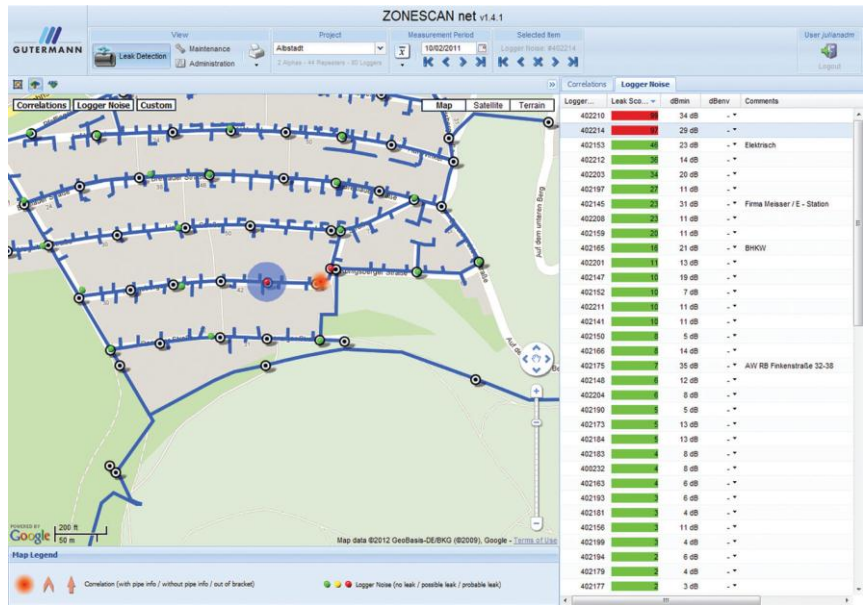 ZONESCAN net v1.4.1
GUTERMANN
View
Leak Detection
Maintenance
Administration
Project
Albstadt
2 Alphas - 44 Repeaters - 80 Loggers
Measurement Period
10/02/2011
Selected Item
Logger Noise: #402214
User julianadm
Logout
Correlations
Logger Noise
Custom
Map
Satellite
Terrain
Auf dem unteren Berg
POWERED BY
Google
200 ft
50 m
Map data ©2012 GeoBasis-DE/BKG (©2009), Google - Terms of Use
Map Legend
Correlation (with pipe info / without pipe info / out of bracket)
Logger Noise (no leak / possible leak / probable leak)
Correlations
Logger Noise
Logger... Leak Sco... dBmin dBenv Comments
402210 99 34 dB -
402214 97 29 dB -
402153 46 23 dB - Elektrisch
402212 36 14 dB -
402203 34 20 dB -
402197 27 11 dB -
402145 23 31 dB - Firma Meisser / E - Station
402208 23 11 dB -
402159 20 11 dB -
402165 18 21 dB - BHKW
402201 11 13 dB -
402147 10 19 dB -
402152 10 7 dB -
402211 10 11 dB -
402141 10 11 dB -
402150 8 5 dB -
402166 8 14 dB -
402175 7 35 dB - AW RB Finkenstraße 32-38
402148 6 12 dB -
402204 6 8 dB -
402190 5 5 dB -
402173 5 13 dB -
402184 5 13 dB -
402183 4 8 dB -
400232 4 8 dB -
402163 4 6 dB -
402193 3 6 dB -
402181 3 4 dB -
402156 3 11 dB -
402199 3 4 dB -
402194 2 6 dB -
402179 2 4 dB -
402177 2 3 dB -